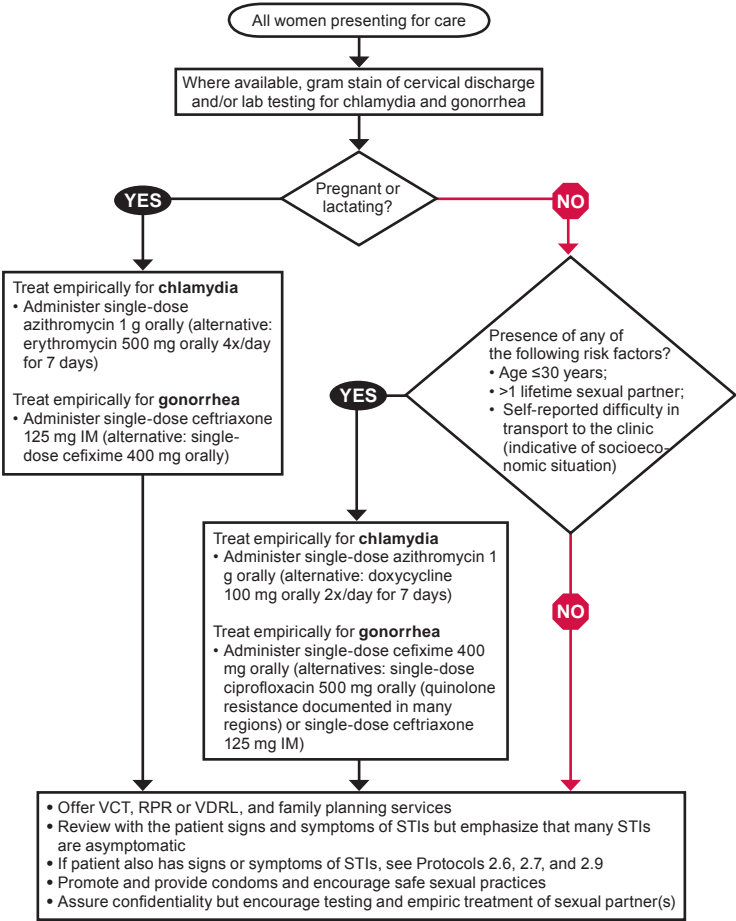 All women presenting for care
Where available, gram stain of cervical discharge
and/or lab testing for chlamydia and gonorrhea
Pregnant or
lactating?
YES
NO
Treat empirically for chlamydia
• Administer single-dose
azithromycin 1 g orally (alternative:
erythromycin 500 mg orally 4x/day
for 7 days)
Treat empirically for gonorrhea
• Administer single-dose ceftriaxone
125 mg IM (alternative: single-
dose cefixime 400 mg orally)
Presence of any of
the following risk factors?
• Age ≤30 years;
• >1 lifetime sexual partner;
• Self-reported difficulty in
transport to the clinic
(indicative of socioeco-
nomic situation)
YES
NO
Treat empirically for chlamydia
• Administer single-dose azithromycin 1
g orally (alternative: doxycycline
100 mg orally 2x/day for 7 days)
Treat empirically for gonorrhea
• Administer single-dose cefixime 400
mg orally (alternatives: single-dose
ciprofloxacin 500 mg orally (quinolone
resistance documented in many
regions) or single-dose ceftriaxone
125 mg IM)
• Offer VCT, RPR or VDRL, and family planning services
• Review with the patient signs and symptoms of STIs but emphasize that many STIs
are asymptomatic
• If patient also has signs or symptoms of STIs, see Protocols 2.6, 2.7, and 2.9
• Promote and provide condoms and encourage safe sexual practices
• Assure confidentiality but encourage testing and empiric treatment of sexual partner(s)